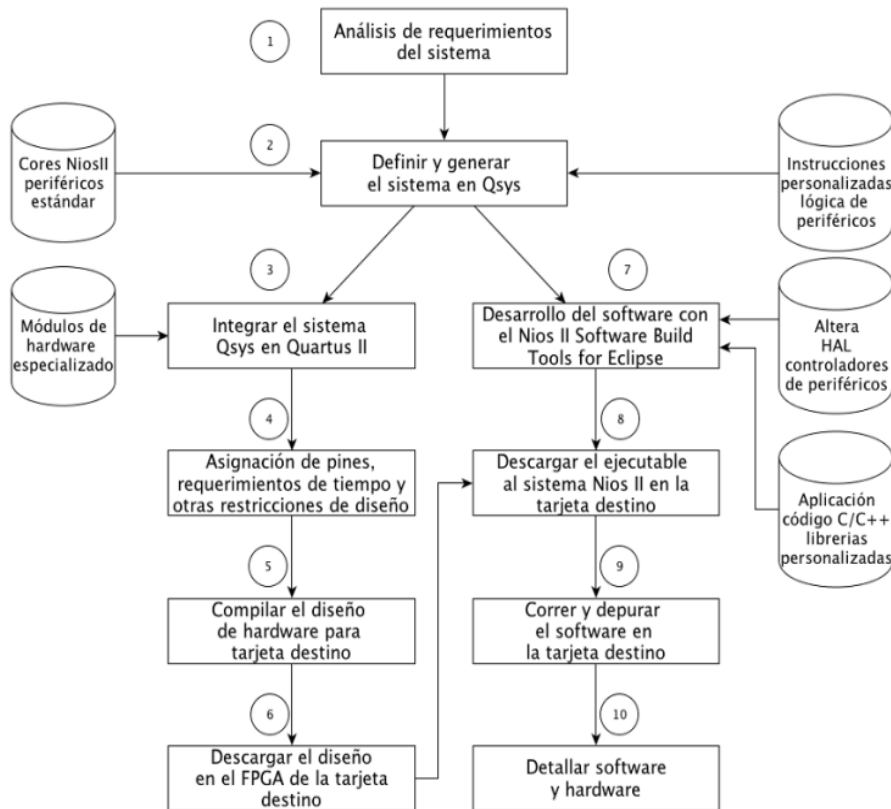 1
Análisis de requerimientos
del sistema
2
Cores NiosII
periféricos
estándar
Definir y generar
el sistema en Qsys
Instrucciones
personalizadas
lógica de
periféricos
3
7
Módulos de
hardware
especializado
Integrar el sistema
Qsys en Quartus II
Desarrollo del software con
el Nios II Software Build
Tools for Eclipse
Altera
HAL
controladores
de periféricos
4
8
Asignación de pines,
requerimientos de tiempo y
otras restricciones de diseño
Descargar el ejecutable
al sistema Nios II en la
tarjeta destino
Aplicación
código C/C++
librerias
personalizadas
5
9
Compilar el diseño
de hardware para
tarjeta destino
Correr y depurar
el software en
la tarjeta destino
6
10
Descargar el diseño
en el FPGA de la tarjeta
destino
Detallar software
y hardware